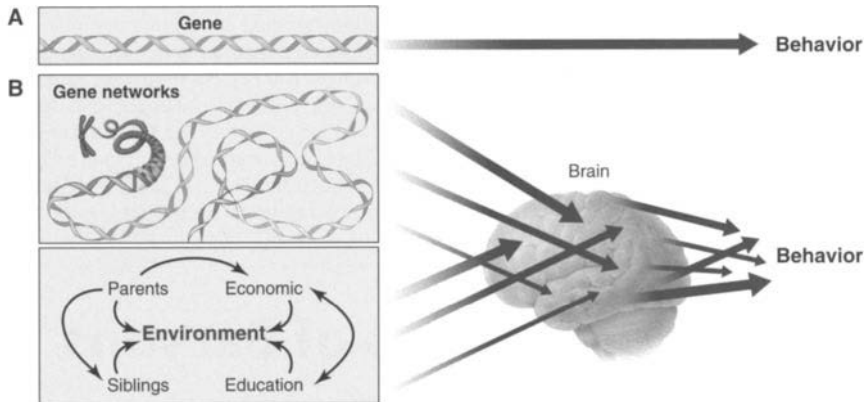 A
Gene
Behavior
B
Gene networks
Brain
Behavior
Parents
Economic
Environment
Siblings
Education